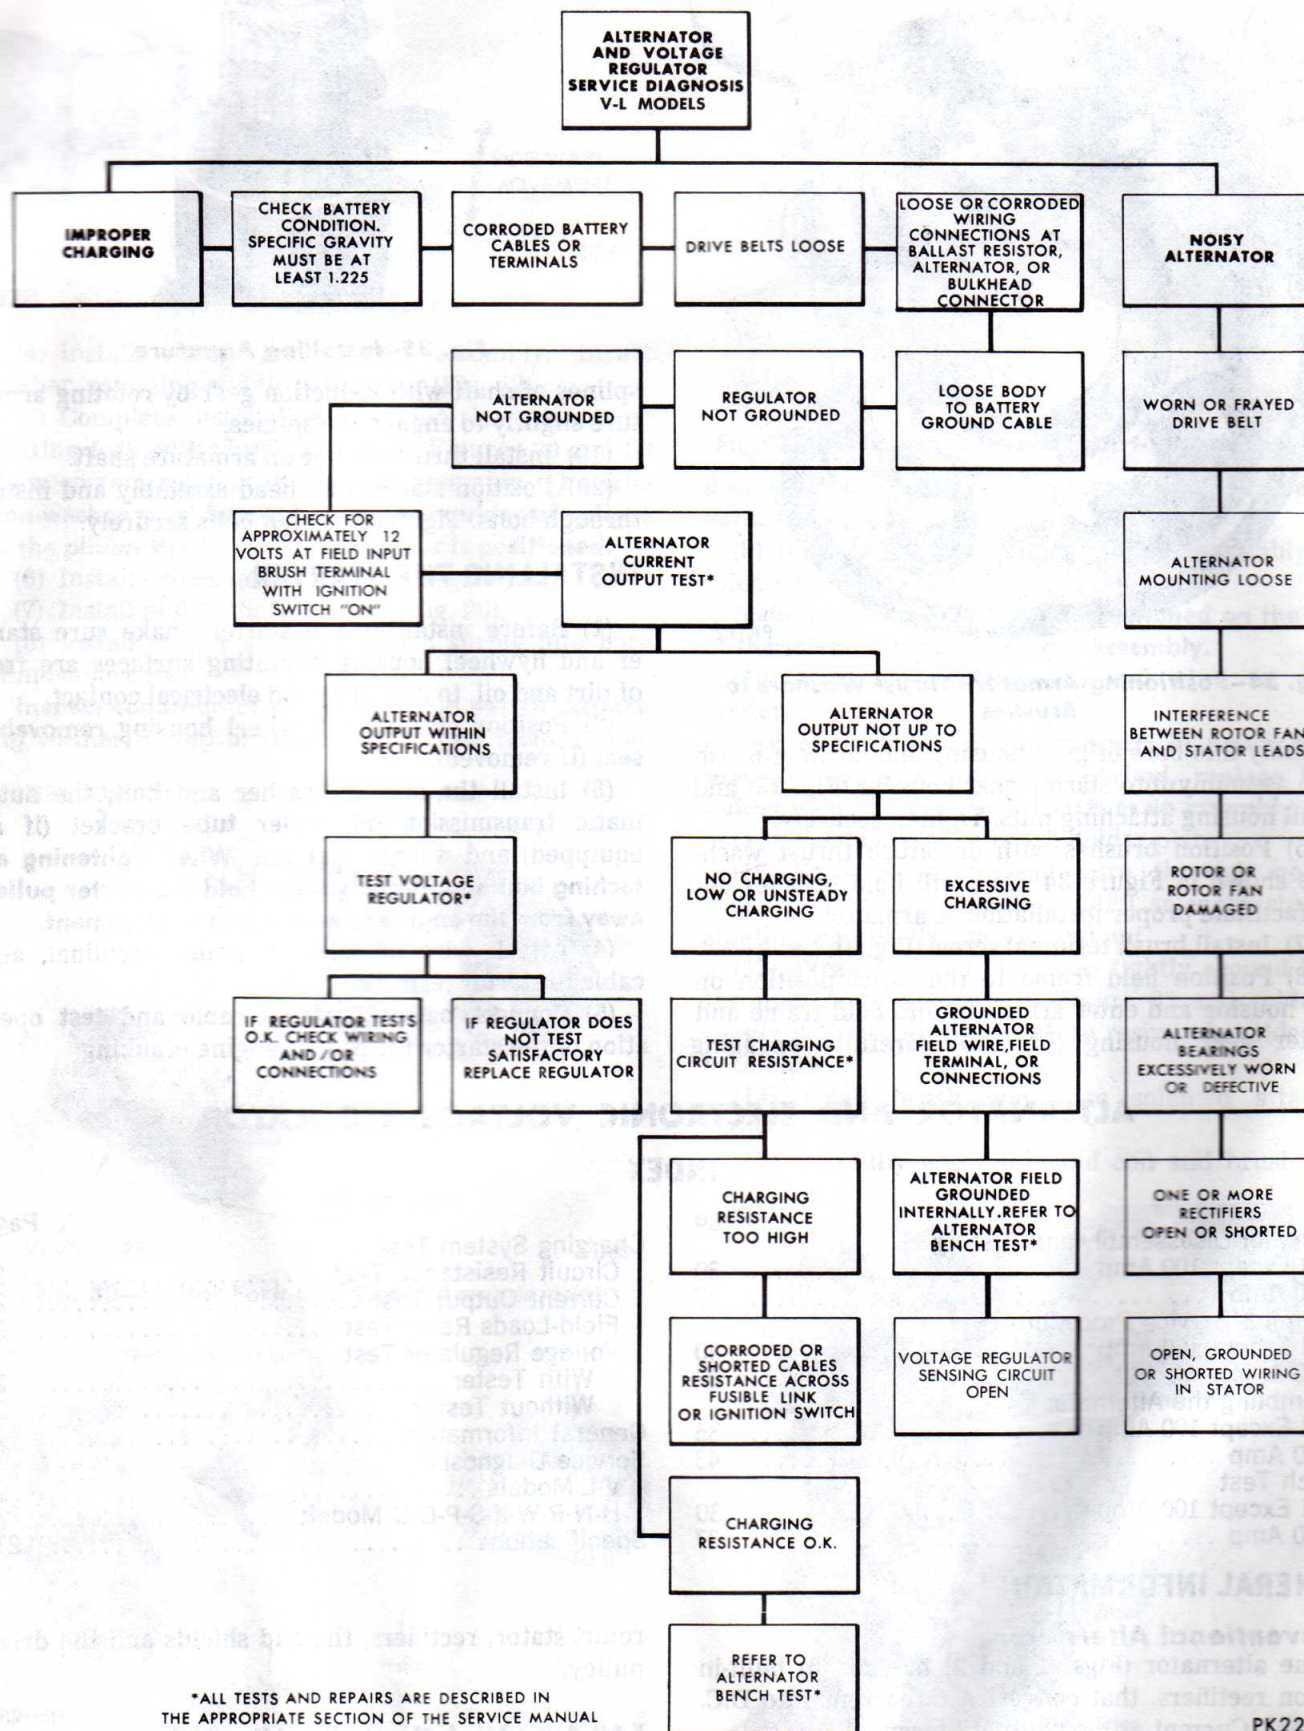 ALTERNATOR
AND VOLTAGE
REGULATOR
SERVICE DIAGNOSIS
V-L MODELS
IMPROPER
CHARGING
CHECK BATTERY
CONDITION.
SPECIFIC GRAVITY
MUST BE AT
LEAST 1.225
CORRODED BATTERY
CABLES OR
TERMINALS
DRIVE BELTS LOOSE
LOOSE OR CORRODED
WIRING
CONNECTIONS AT
BALLAST RESISTOR,
ALTERNATOR, OR
BULKHEAD
CONNECTOR
NOISY
ALTERNATOR
ALTERNATOR
NOT GROUNDED
REGULATOR
NOT GROUNDED
LOOSE BODY
TO BATTERY
GROUND CABLE
WORN OR FRAYED
DRIVE BELT
CHECK FOR
APPROXIMATELY 12
VOLTS AT FIELD INPUT
BRUSH TERMINAL
WITH IGNITION
SWITCH "ON"
ALTERNATOR
CURRENT
OUTPUT TEST*
ALTERNATOR
MOUNTING LOOSE
ALTERNATOR
OUTPUT WITHIN
SPECIFICATIONS
ALTERNATOR
OUTPUT NOT UP TO
SPECIFICATIONS
INTERFERENCE
BETWEEN ROTOR FAN
AND STATOR LEADS
TEST VOLTAGE
REGULATOR*
NO CHARGING,
LOW OR UNSTEADY
CHARGING
EXCESSIVE
CHARGING
ROTOR OR
ROTOR FAN
DAMAGED
IF REGULATOR TESTS
O.K. CHECK WIRING
AND/OR
CONNECTIONS
IF REGULATOR DOES
NOT TEST
SATISFACTORY
REPLACE REGULATOR
TEST CHARGING
CIRCUIT RESISTANCE*
GROUNDED
ALTERNATOR
FIELD WIRE, FIELD
TERMINAL, OR
CONNECTIONS
ALTERNATOR
BEARINGS
EXCESSIVELY WORN
OR DEFECTIVE
CHARGING
RESISTANCE
TOO HIGH
ALTERNATOR FIELD
GROUNDED
INTERNALLY. REFER TO
ALTERNATOR
BENCH TEST*
ONE OR MORE
RECTIFIERS
OPEN OR SHORTED
CORRODED OR
SHORTED CABLES
RESISTANCE ACROSS
FUSIBLE LINK
OR IGNITION SWITCH
VOLTAGE REGULATOR
SENSING CIRCUIT
OPEN
OPEN, GROUNDED
OR SHORTED WIRING
IN STATOR
CHARGING
RESISTANCE O.K.
REFER TO
ALTERNATOR
BENCH TEST*
*ALL TESTS AND REPAIRS ARE DESCRIBED IN
THE APPROPRIATE SECTION OF THE SERVICE MANUAL
PK22